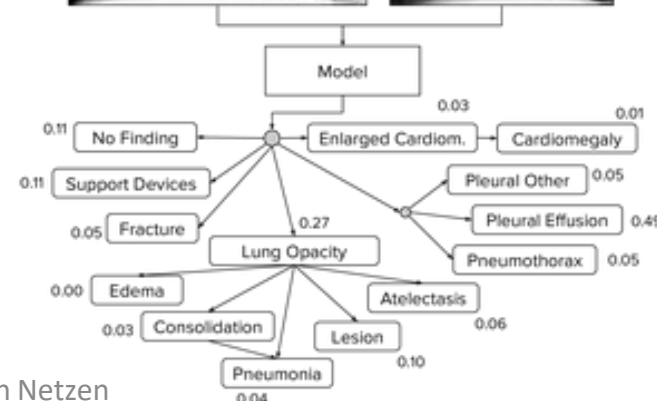 Model
0.03
0.01
0.11 No Finding
Enlarged Cardiom.
Cardiomegaly
0.11 Support Devices
Pleural Other 0.05
0.05 Fracture
Pleural Effusion
0.27
Lung Opacity
Pneumothorax 0.05
0.00 Edema
Atelectasis
0.06
0.03 Consolidation
Lesion
0.10
Pneumonia
0.04
Netzen